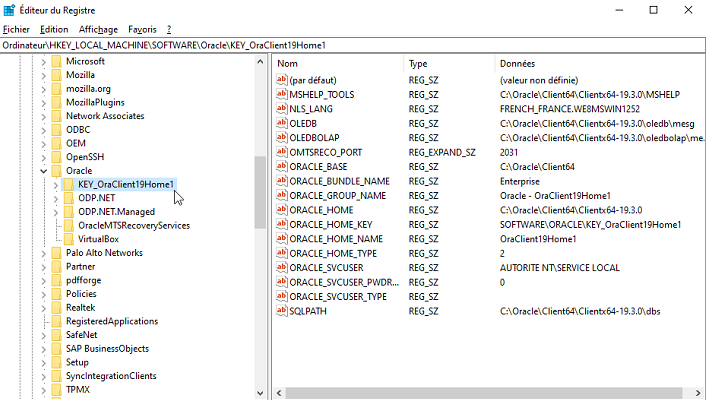 Éditeur du Registre
Fichier Edition Affichage Favoris ?
Ordinateur\HKEY_LOCAL_MACHINE\SOFTWARE\Oracle\KEY_OraClient19Home1
Microsoft
Mozilla
mozilla.org
MozillaPlugins
Network Associates
ODBC
OEM
OpenSSH
Oracle
KEY_OraClient19Home1
ODP.NET
ODP.NET.Managed
OracleMTSRecoveryServices
VirtualBox
Palo Alto Networks
Partner
pdfforge
Policies
Realtek
RegisteredApplications
SafeNet
SAP BusinessObjects
Setup
SyncIntegrationClients
TPMX
Nom Type Données
(par défaut) REG_SZ (valeur non définie)
MSHELP_TOOLS REG_SZ C:\Oracle\Client64\Clientx64-19.3.0\MSHELP
NLS_LANG REG_SZ FRENCH_FRANCE.WE8MSWIN1252
OLEDB REG_SZ C:\Oracle\Client64\Clientx64-19.3.0\oledb\mesg
OLEDBOLAP REG_SZ C:\Oracle\Client64\Clientx64-19.3.0\oledbolap\me...
OMTSRECO_PORT REG_EXPAND_SZ 2031
ORACLE_BASE REG_SZ C:\Oracle\Client64
ORACLE_BUNDLE_NAME REG_SZ Enterprise
ORACLE_GROUP_NAME REG_SZ Oracle - OraClient19Home1
ORACLE_HOME REG_SZ C:\Oracle\Client64\Clientx64-19.3.0
ORACLE_HOME_KEY REG_SZ SOFTWARE\ORACLE\KEY_OraClient19Home1
ORACLE_HOME_NAME REG_SZ OraClient19Home1
ORACLE_HOME_TYPE REG_SZ 2
ORACLE_SVCUSER REG_SZ AUTORITE NT\SERVICE LOCAL
ORACLE_SVCUSER_PWDR... REG_SZ 0
ORACLE_SVCUSER_TYPE REG_SZ
SQLPATH REG_SZ C:\Oracle\Client64\Clientx64-19.3.0\dbs